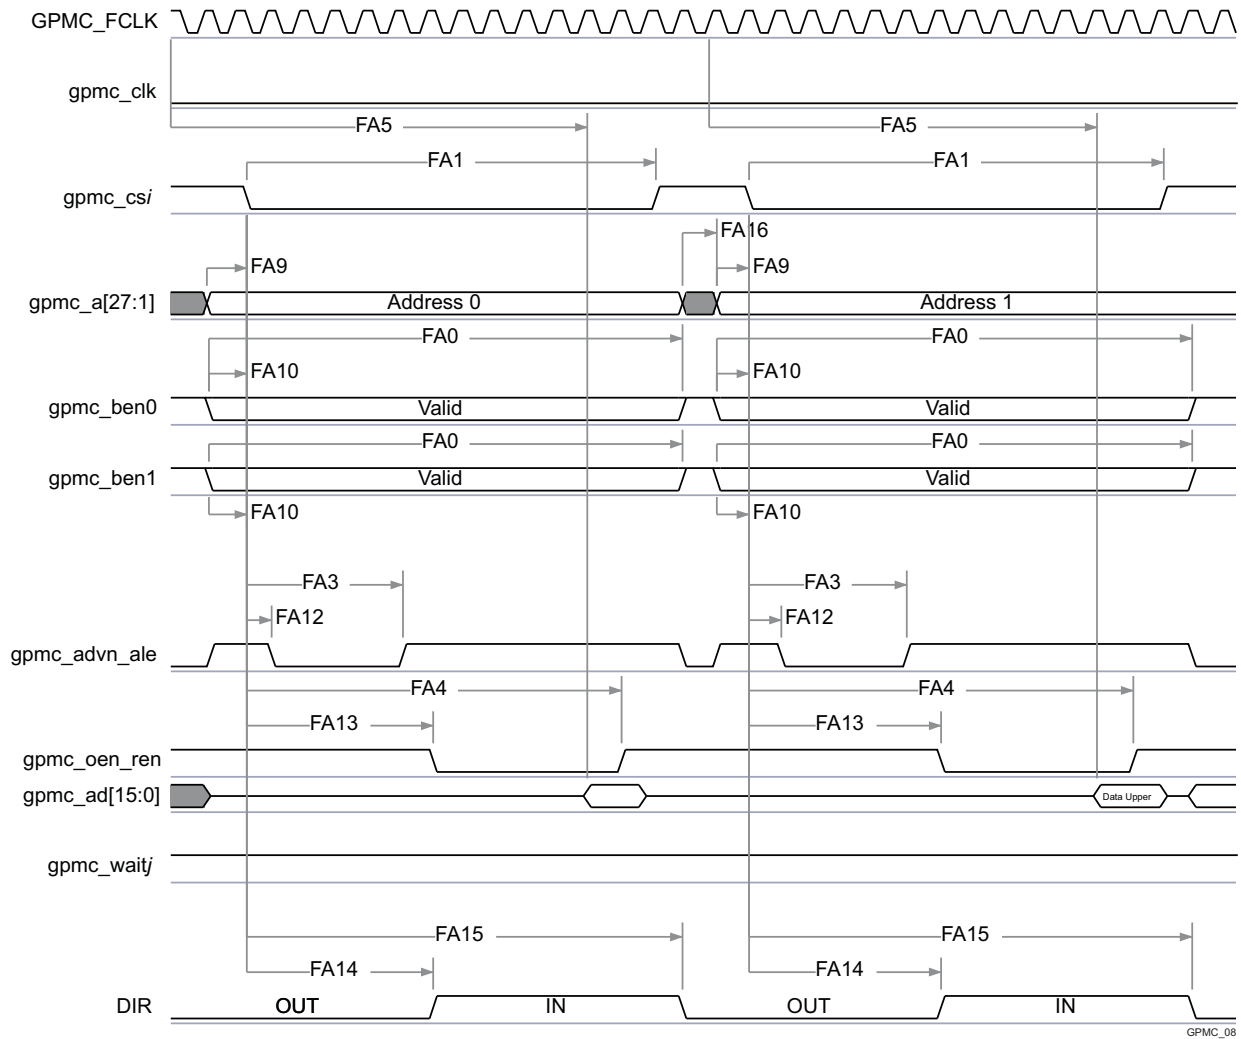 GPMC_FCLK
gpmc_clk
FA5 FA5
FA1 FA1
gpmc_csi
FA16
FA9 FA9
gpmc_a[27:1] Address 0 Address 1
FA0 FA0
FA10 FA10
gpmc_ben0 Valid Valid
FA0 FA0
gpmc_ben1 Valid Valid
FA10 FA10
FA3 FA3
FA12 FA12
gpmc_advn_ale
FA4 FA4
FA13 FA13
gpmc_oen_ren
gpmc_ad[15:0] Data Upper
gpmc_waitj
FA15 FA15
FA14 FA14
DIR OUT IN OUT IN
GPMC_08